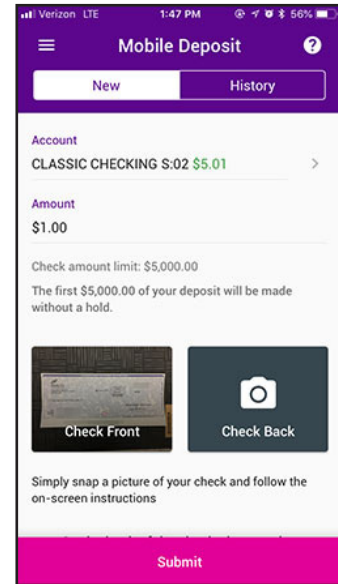 Verizon LTE 1:47 PM 56%
Mobile Deposit ?
New History
Account
CLASSIC CHECKING S:02 $5.01
Amount
$1.00
Check amount limit: $5,000.00
The first $5,000.00 of your deposit will be made
without a hold.
Check Front Check Back
Simply snap a picture of your check and follow the
on-screen instructions
Submit